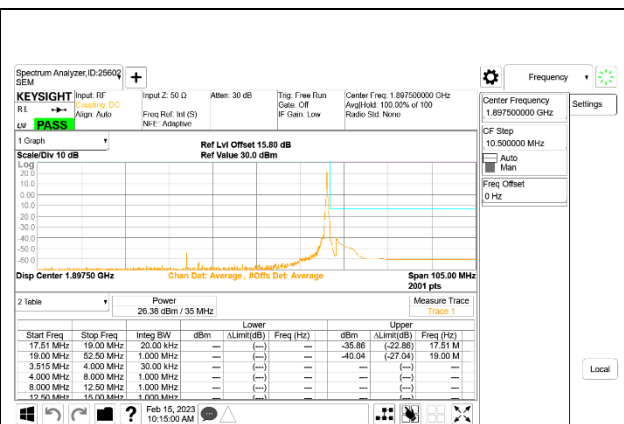 Spectrum Analyzer,ID:25602
SEM
Frequency
KEYSIGHT
Input: RF
Coupling: DC
Align: Auto
Input Z: 50 Ω
Freq Ref: Int (S)
NFE: Adaptive
Atten: 30 dB
Trig: Free Run
Gate: Off
IF Gain: Low
Center Freq: 1.897500000 GHz
Avg|Hold: 100.00% of 100
Radio Std: None
PASS
1 Graph
Ref Lvl Offset 15.80 dB
Scale/Div 10 dB
Ref Value 30.0 dBm
Log
20.0
10.0
0.00
-10.0
-20.0
-30.0
-40.0
-50.0
-60.0
Disp Center 1.89750 GHz
Chan Det: Average , #Offs Det: Average
Span 105.00 MHz
2001 pts
2 Table
Power
26.38 dBm / 35 MHz
Measure Trace
Trace 1
Lower Upper
Start Freq Stop Freq Integ BW dBm ΔLimit(dB) Freq (Hz) dBm ΔLimit(dB) Freq (Hz)
17.51 MHz 19.00 MHz 20.00 kHz --- (---) --- -35.86 (-22.86) 17.51 M
19.00 MHz 52.50 MHz 1.000 MHz --- (---) --- -40.04 (-27.04) 19.00 M
3.515 MHz 4.000 MHz 30.00 kHz --- (---) --- --- (---) ---
4.000 MHz 8.000 MHz 1.000 MHz --- (---) --- --- (---) ---
8.000 MHz 12.50 MHz 1.000 MHz --- (---) --- --- (---) ---
12.50 MHz 15.00 MHz 1.000 MHz --- (---) --- --- (---) ---
Feb 15, 2023
10:15:00 AM
Center Frequency
1.897500000 GHz
Settings
CF Step
10.500000 MHz
Auto
Man
Freq Offset
0 Hz
Local